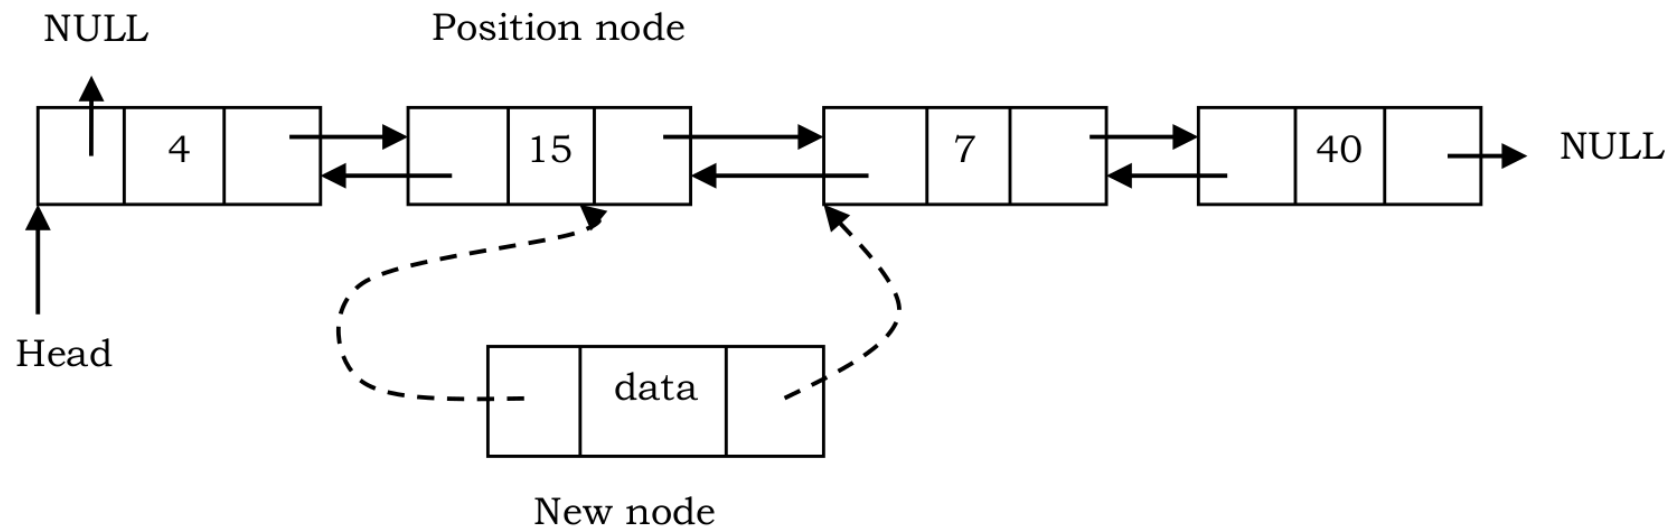 NULL
Position node
4
15
7
40
NULL
Head
data
New node